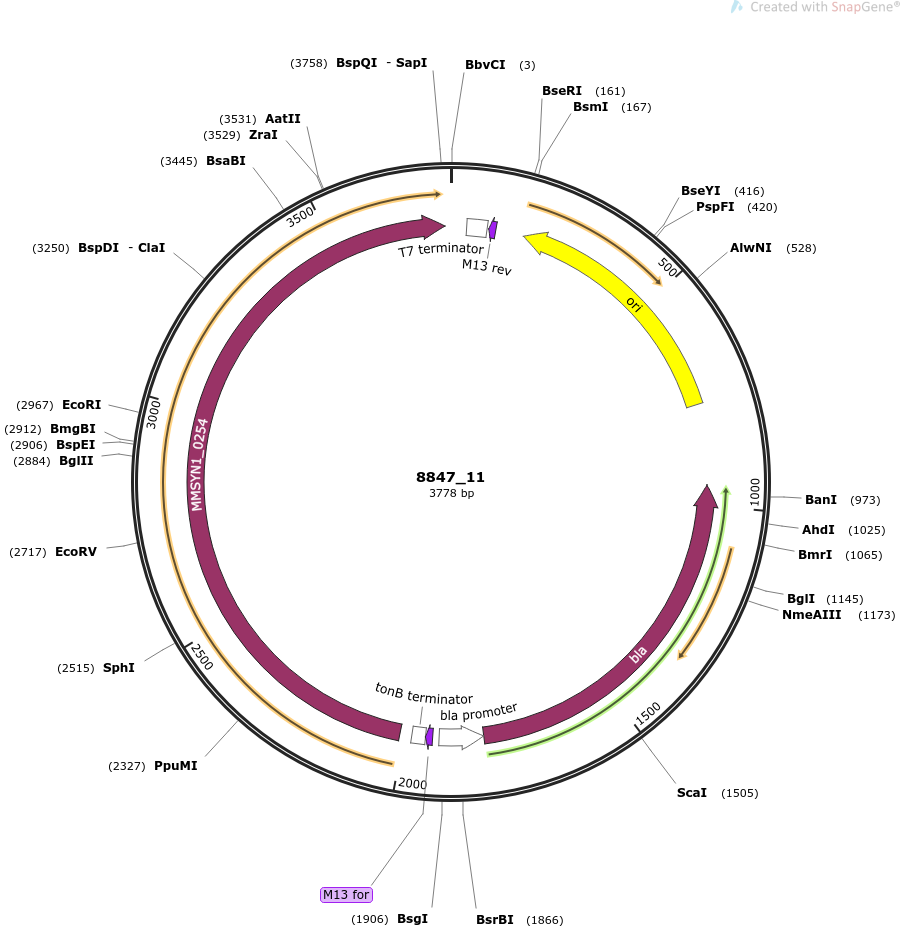 Created with SnapGene®
(3758) BspQI - SapI
BbvCI (3)
BseRI (161)
BsmI (167)
(3531) AatII
(3529) ZraI
(3445) BsaBI
BseYI (416)
PspFI (420)
AlwNI (528)
(3250) BspDI - ClaI
3500
500
T7 terminator
M13 rev
ori
(2967) EcoRI
(2912) BmgBI
(2906) BspEI
(2884) BglII
3000
MMSYN1_0254
8847_11
3778 bp
1000
BanI (973)
AhdI (1025)
BmrI (1065)
(2717) EcoRV
BglI (1145)
NmeAIII (1173)
(2515) SphI
2500
bla
tonB terminator
bla promoter
1500
(2327) PpuMI
2000
ScaI (1505)
M13 for
(1906) BsgI
BsrBI (1866)